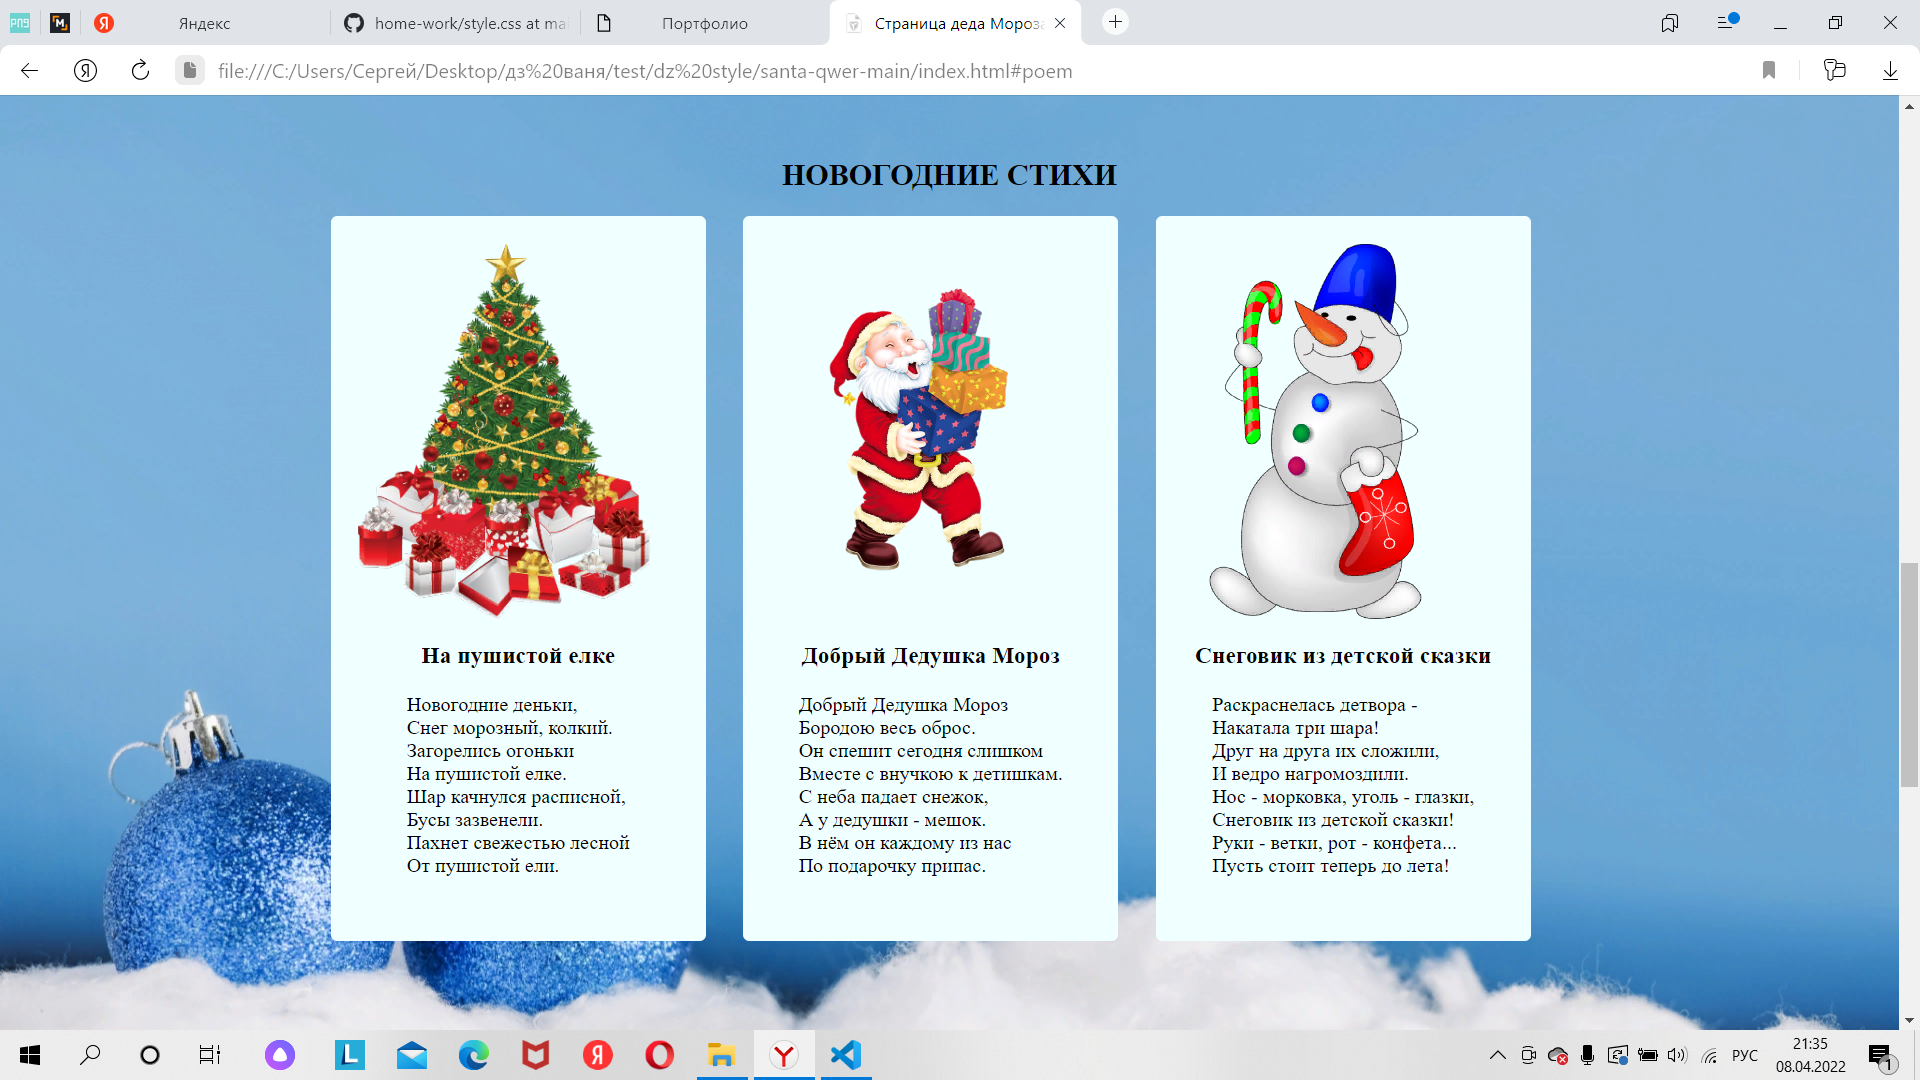 РПЭ
Яндекс
home-work/style.css at mai
Портфолио
Страница деда Мороза
file:///C:/Users/Сергей/Desktop/дз%20ваня/test/dz%20style/santa-qwer-main/index.html#poem
НОВОГОДНИЕ СТИХИ
На пушистой елке
Новогодние деньки,
Снег морозный, колкий.
Загорелись огоньки
На пушистой елке.
Шар качнулся расписной,
Бусы зазвенели.
Пахнет свежестью лесной
От пушистой ели.
Добрый Дедушка Мороз
Добрый Дедушка Мороз
Бородою весь оброс.
Он спешит сегодня слишком
Вместе с внучкою к детишкам.
С неба падает снежок,
А у дедушки - мешок.
В нём он каждому из нас
По подарочку припас.
Снеговик из детской сказки
Раскраснелась детвора -
Накатала три шара!
Друг на друга их сложили,
И ведро нагромоздили.
Нос - морковка, уголь - глазки,
Снеговик из детской сказки!
Руки - ветки, рот - конфета...
Пусть стоит теперь до лета!
РУС
21:35
08.04.2022
1